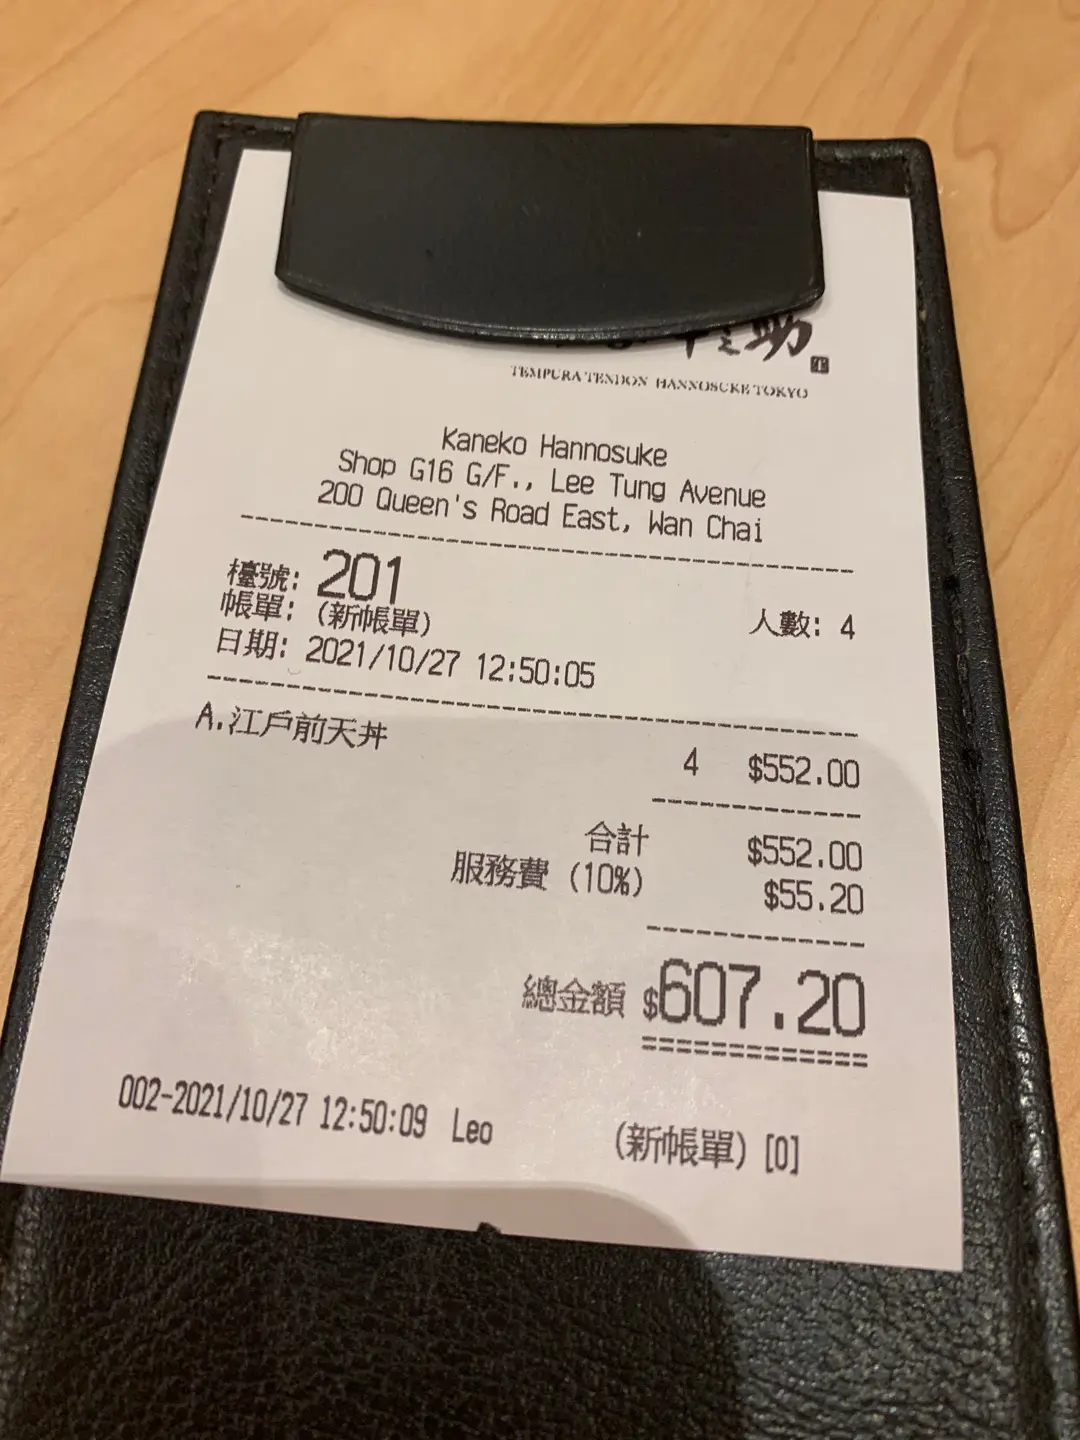 之助
TEMPURA TENDON HANNOSUKE TOKYO
Kaneko Hannosuke
Shop G16 G/F., Lee Tung Avenue
200 Queen's Road East, Wan Chai
檯號: 201 人數: 4
帳單: (新帳單)
日期: 2021/10/27 12:50:05
A.江戶前天丼
4 $552.00
合計 $552.00
服務費 (10%) $55.20
總金額 $607.20
002-2021/10/27 12:50:09 Leo (新帳單) [0]